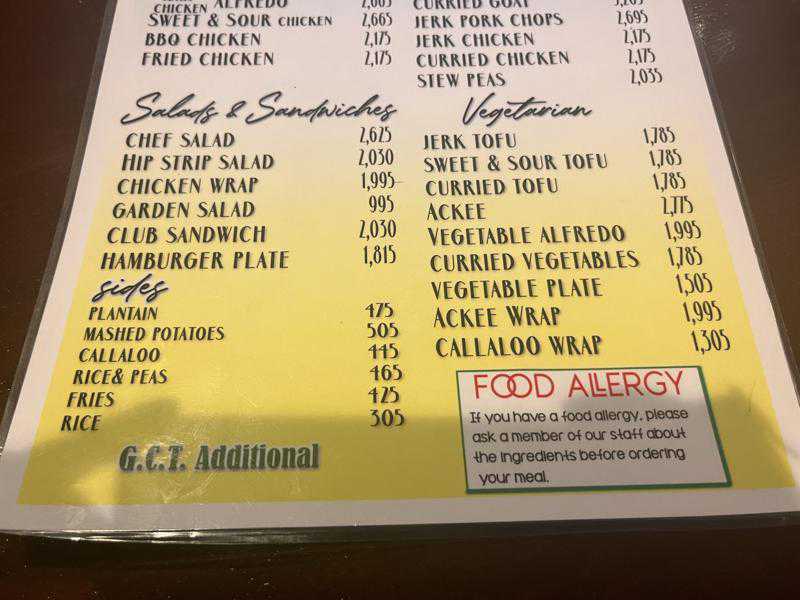 CHICKEN ALFREDO
SWEET & SOUR CHICKEN 2,665
BBQ CHICKEN 2,175
FRIED CHICKEN 2,175
CURRIED GOAT
JERK PORK CHOPS 2,695
JERK CHICKEN 2,175
CURRIED CHICKEN 2,175
STEW PEAS 2,035
Salads & Sandwiches
CHEF SALAD 2,625
HIP STRIP SALAD 2,030
CHICKEN WRAP 1,995
GARDEN SALAD 995
CLUB SANDWICH 2,030
HAMBURGER PLATE 1,815
sides
PLANTAIN 475
MASHED POTATOES 505
CALLALOO 445
RICE& PEAS 465
FRIES 425
RICE 305
G.C.T. Additional
Vegetarian
JERK TOFU 1,785
SWEET & SOUR TOFU 1,785
CURRIED TOFU 1,785
ACKEE 2,775
VEGETABLE ALFREDO 1,995
CURRIED VEGETABLES 1,785
VEGETABLE PLATE 1,505
ACKEE WRAP 1,995
CALLALOO WRAP 1,305
FOOD ALLERGY
If you have a food allergy, please
ask a member of our staff about
the ingredients before ordering
your meal.